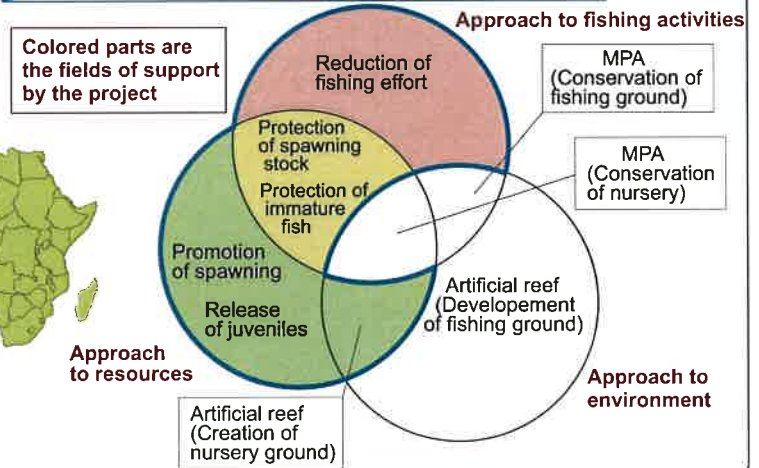 Approach to fishing activities
Colored parts are
the fields of support
by the project
Reduction of
fishing effort
MPA
(Conservation of
fishing ground)
Protection
of spawning
stock
MPA
(Conservation
of nursery)
Protection of
immature
fish
Promotion
of spawning
Release
of juveniles
Artificial reef
(Developement
of fishing ground)
Approach
to resources
Approach to
environment
Artificial reef
(Creation of
nursery ground)